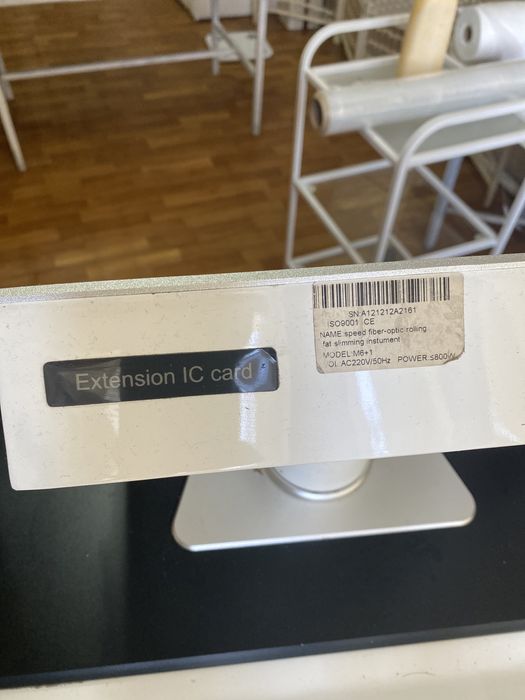 Extension IC card
SN:A121212A2161
ISO9001 CE
NAME:speed fiber-optic rolling
fat slimming instument
MODEL:M6+1
VOL:AC220V/50Hz POWER:≤800W